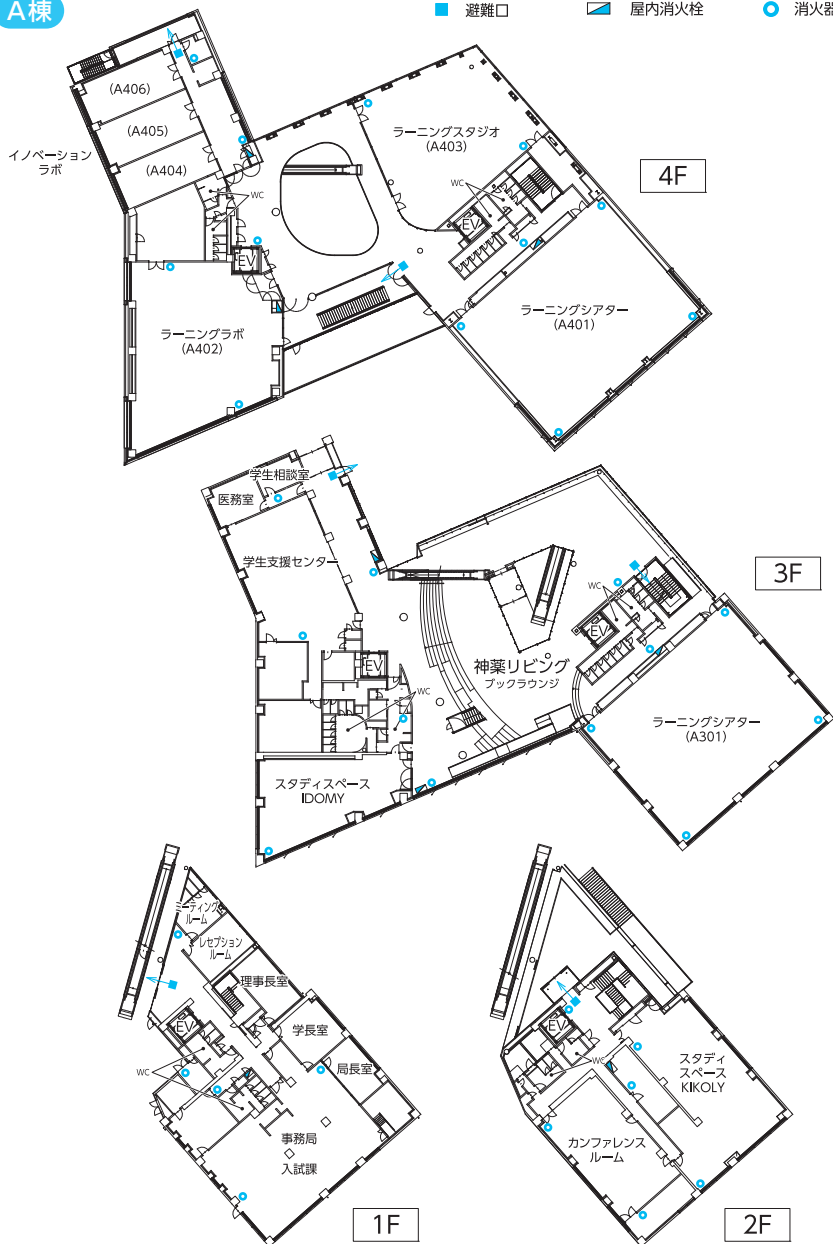 A棟
避難口
屋内消火栓
消火器
(A406)
(A405)
(A404)
イノベーション
ラボ
WC
EV
ラーニングラボ
(A402)
ラーニングスタジオ
(A403)
WC
EV
ラーニングシアター
(A401)
4F
学生相談室
医務室
学生支援センター
EV
WC
スタディスペース
IDOMY
神薬リビング
ブックラウンジ
WC
EV
ラーニングシアター
(A301)
3F
ミーティング
ルーム
レセプション
ルーム
理事長室
学長室
局長室
EV
WC
事務局
入試課
1F
EV
WC
スタディ
スペース
KIKOLY
カンファレンス
ルーム
2F